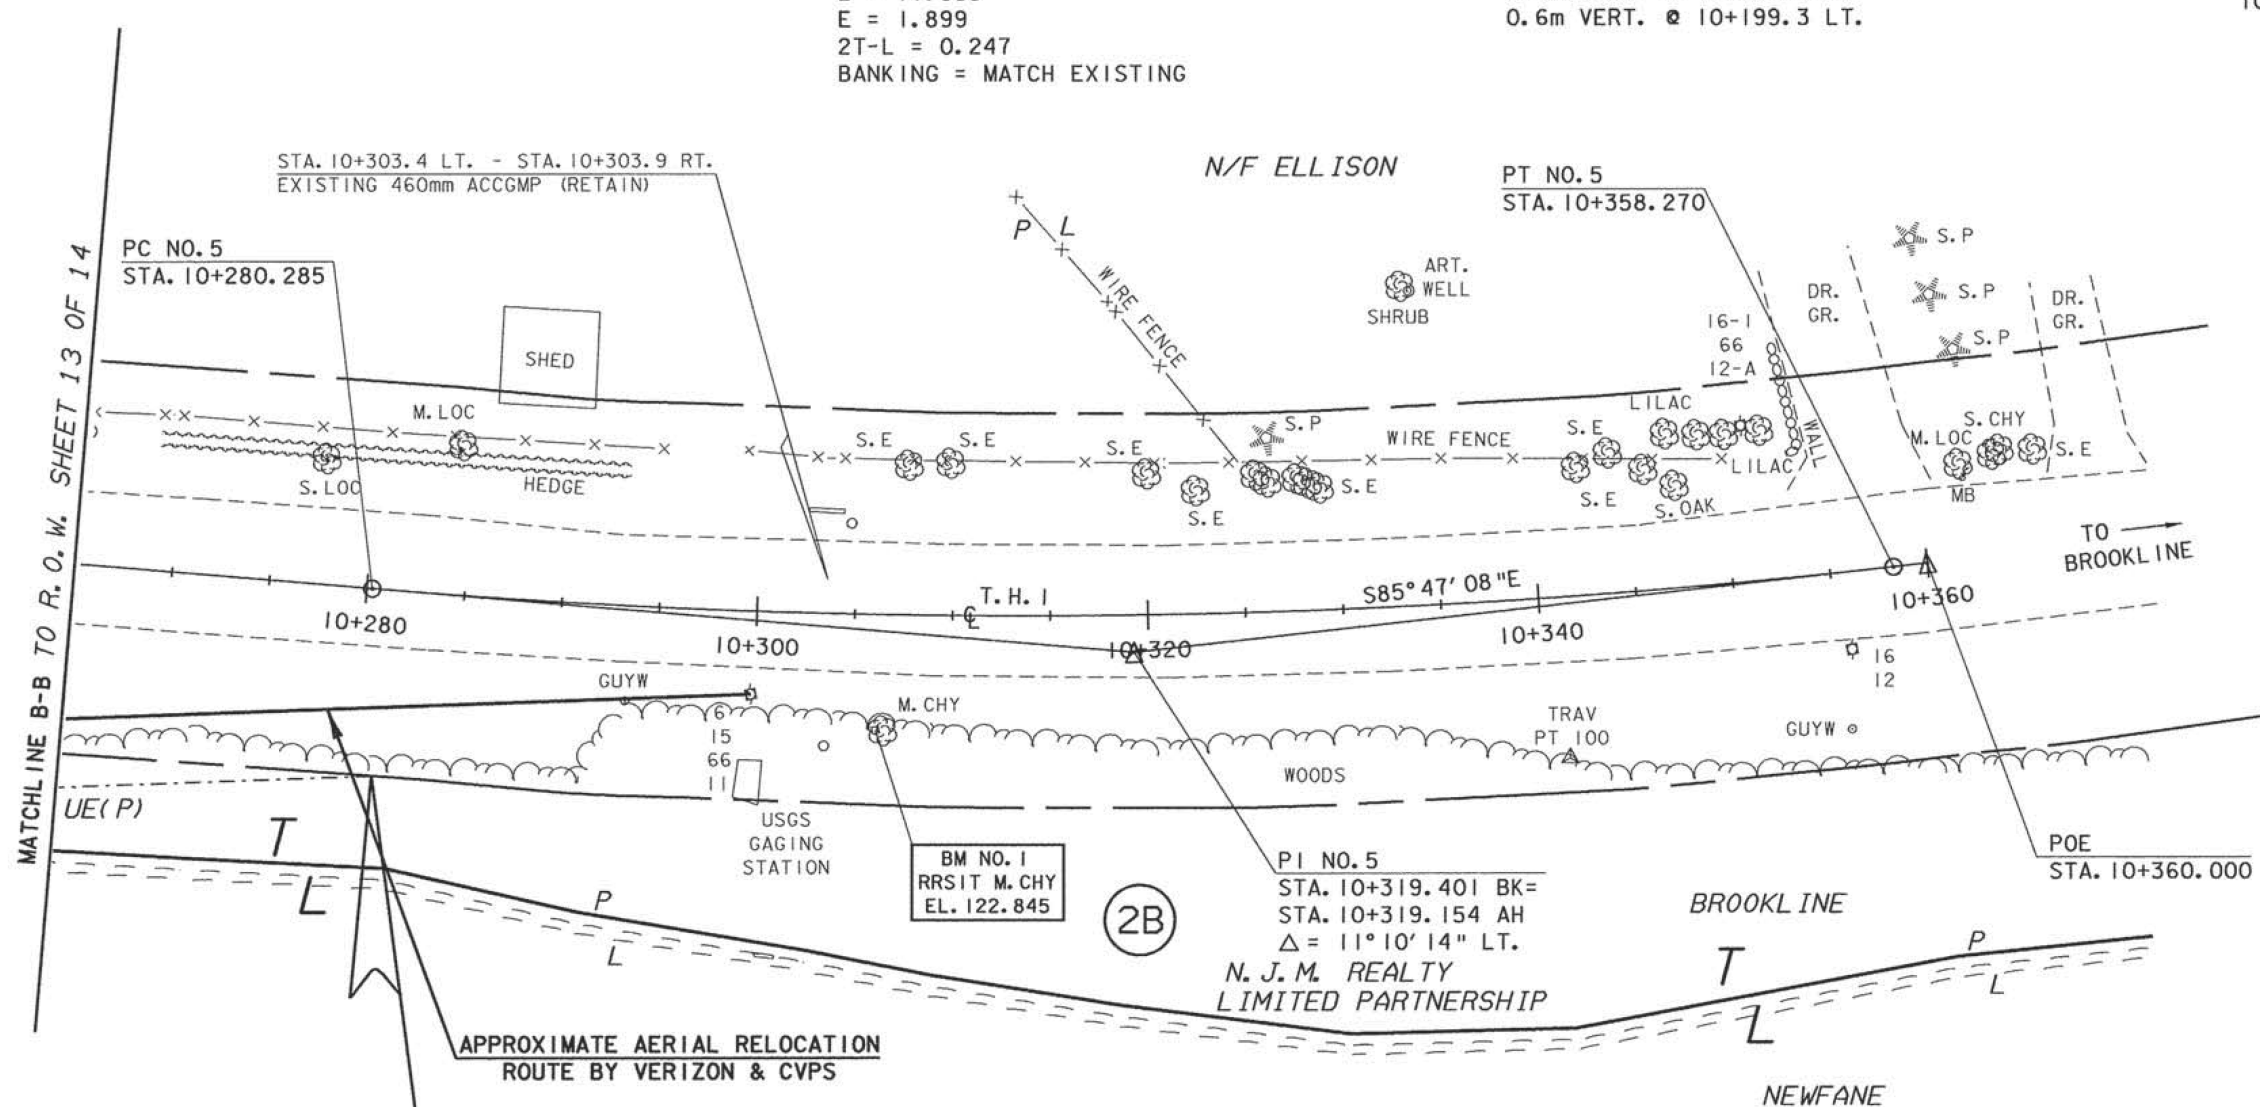 E = 1.899
2T-L = 0.247
BANKING = MATCH EXISTING
0.6m VERT. @ 10+199.3 LT.
STA. 10+303.4 LT. - STA. 10+303.9 RT.
EXISTING 460mm ACCGMP (RETAIN)
N/F ELLISON
PT NO. 5
STA. 10+358.270
PC NO. 5
STA. 10+280.285
MATCHLINE B-B TO R.O.W. SHEET 13 OF 14
P L
WIRE FENCE
ART.
WELL
SHRUB
S.P
S.P
S.P
DR.
GR.
DR.
GR.
16-1
66
12-A
SHED
M.LOC
S.LOC
HEDGE
S.E
S.E
S.E
S.E
S.P
WIRE FENCE
S.E
S.E
S.E
LILAC
LILAC
S.OAK
WALL
S.CHY
M.LOC
S.E
MB
TO
BROOKLINE
T.H. 1
S85°47'08"E
℄
10+280
10+300
10+320
10+340
10+360
GUYW
6
15
66
11
M.CHY
USGS
GAGING
STATION
WOODS
TRAV
PT 100
16
12
GUYW
UE(P)
T
L
P
L
BM NO. 1
RRSIT M.CHY
EL. 122.845
2B
PI NO. 5
STA. 10+319.401 BK=
STA. 10+319.154 AH
Δ = 11°10'14" LT.
N.J.M. REALTY
LIMITED PARTNERSHIP
POE
STA. 10+360.000
BROOKLINE
T
L
P
L
APPROXIMATE AERIAL RELOCATION
ROUTE BY VERIZON & CVPS
NEWFANE